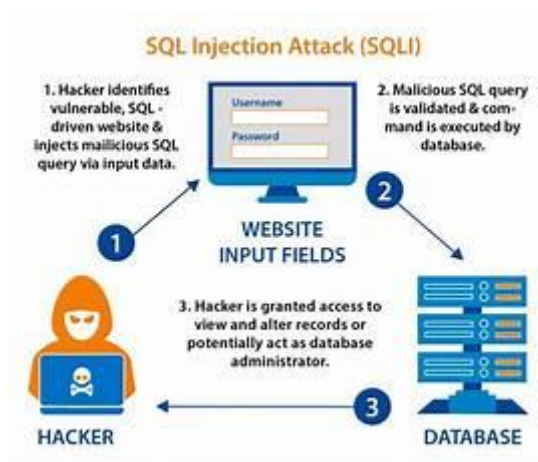 SQL Injection Attack (SQLI)
1. Hacker identifies
vulnerable, SQL -
driven website &
injects mailicious SQL
query via input data.
Username
Password
2. Malicious SQL query
is validated & com-
mand is executed by
database.
2
WEBSITE
INPUT FIELDS
1
3. Hacker is granted access to
view and alter records or
potentially act as database
administrator.
3
HACKER
DATABASE